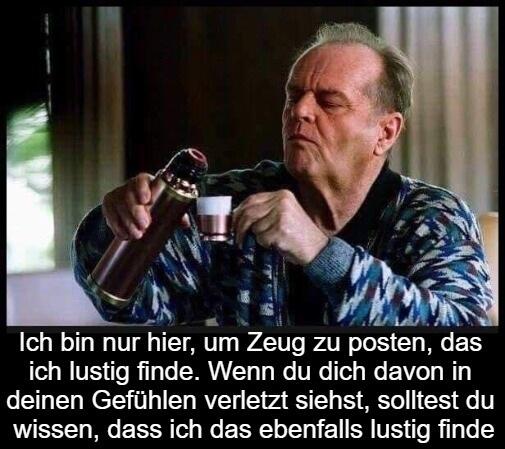 Ich bin nur hier, um Zeug zu posten, das
ich lustig finde. Wenn du dich davon in
deinen Gefühlen verletzt siehst, solltest du
wissen, dass ich das ebenfalls lustig finde